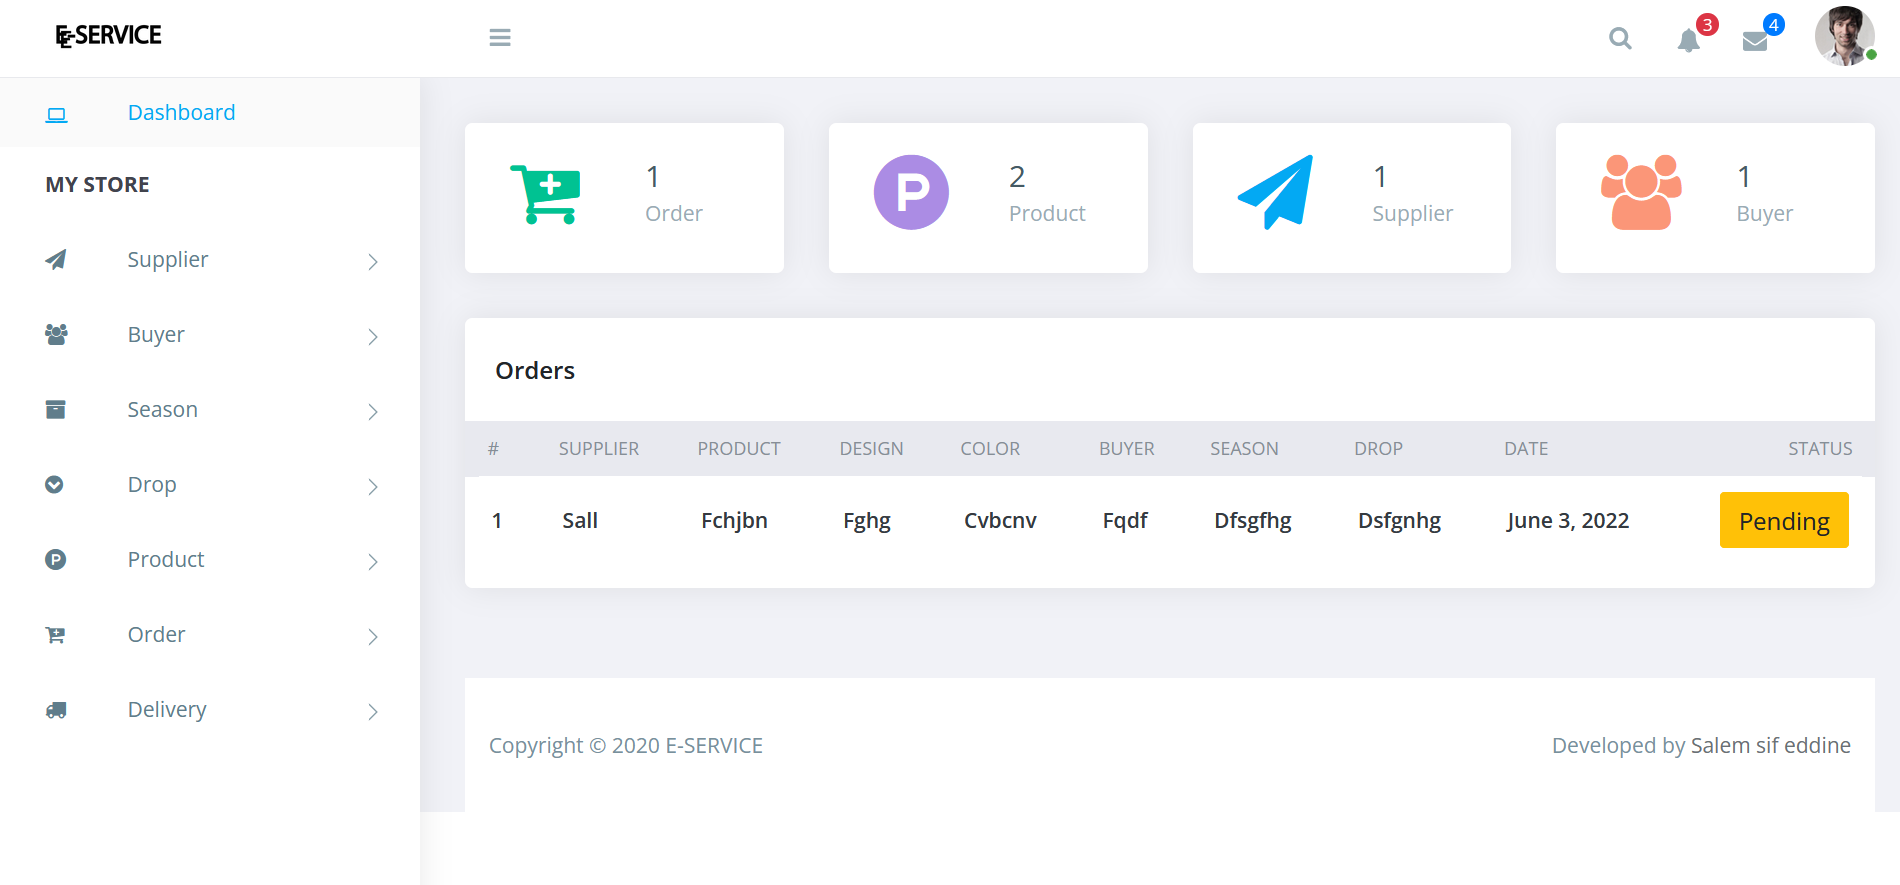 E-SERVICE
3
4
Dashboard
MY STORE
Supplier
Buyer
Season
Drop
Product
Order
Delivery
1
Order
P
2
Product
1
Supplier
1
Buyer
Orders
# SUPPLIER PRODUCT DESIGN COLOR BUYER SEASON DROP DATE STATUS
1 Sall Fchjbn Fghg Cvbcnv Fqdf Dfsgfhg Dsfgnhg June 3, 2022 Pending
Copyright © 2020 E-SERVICE
Developed by Salem sif eddine